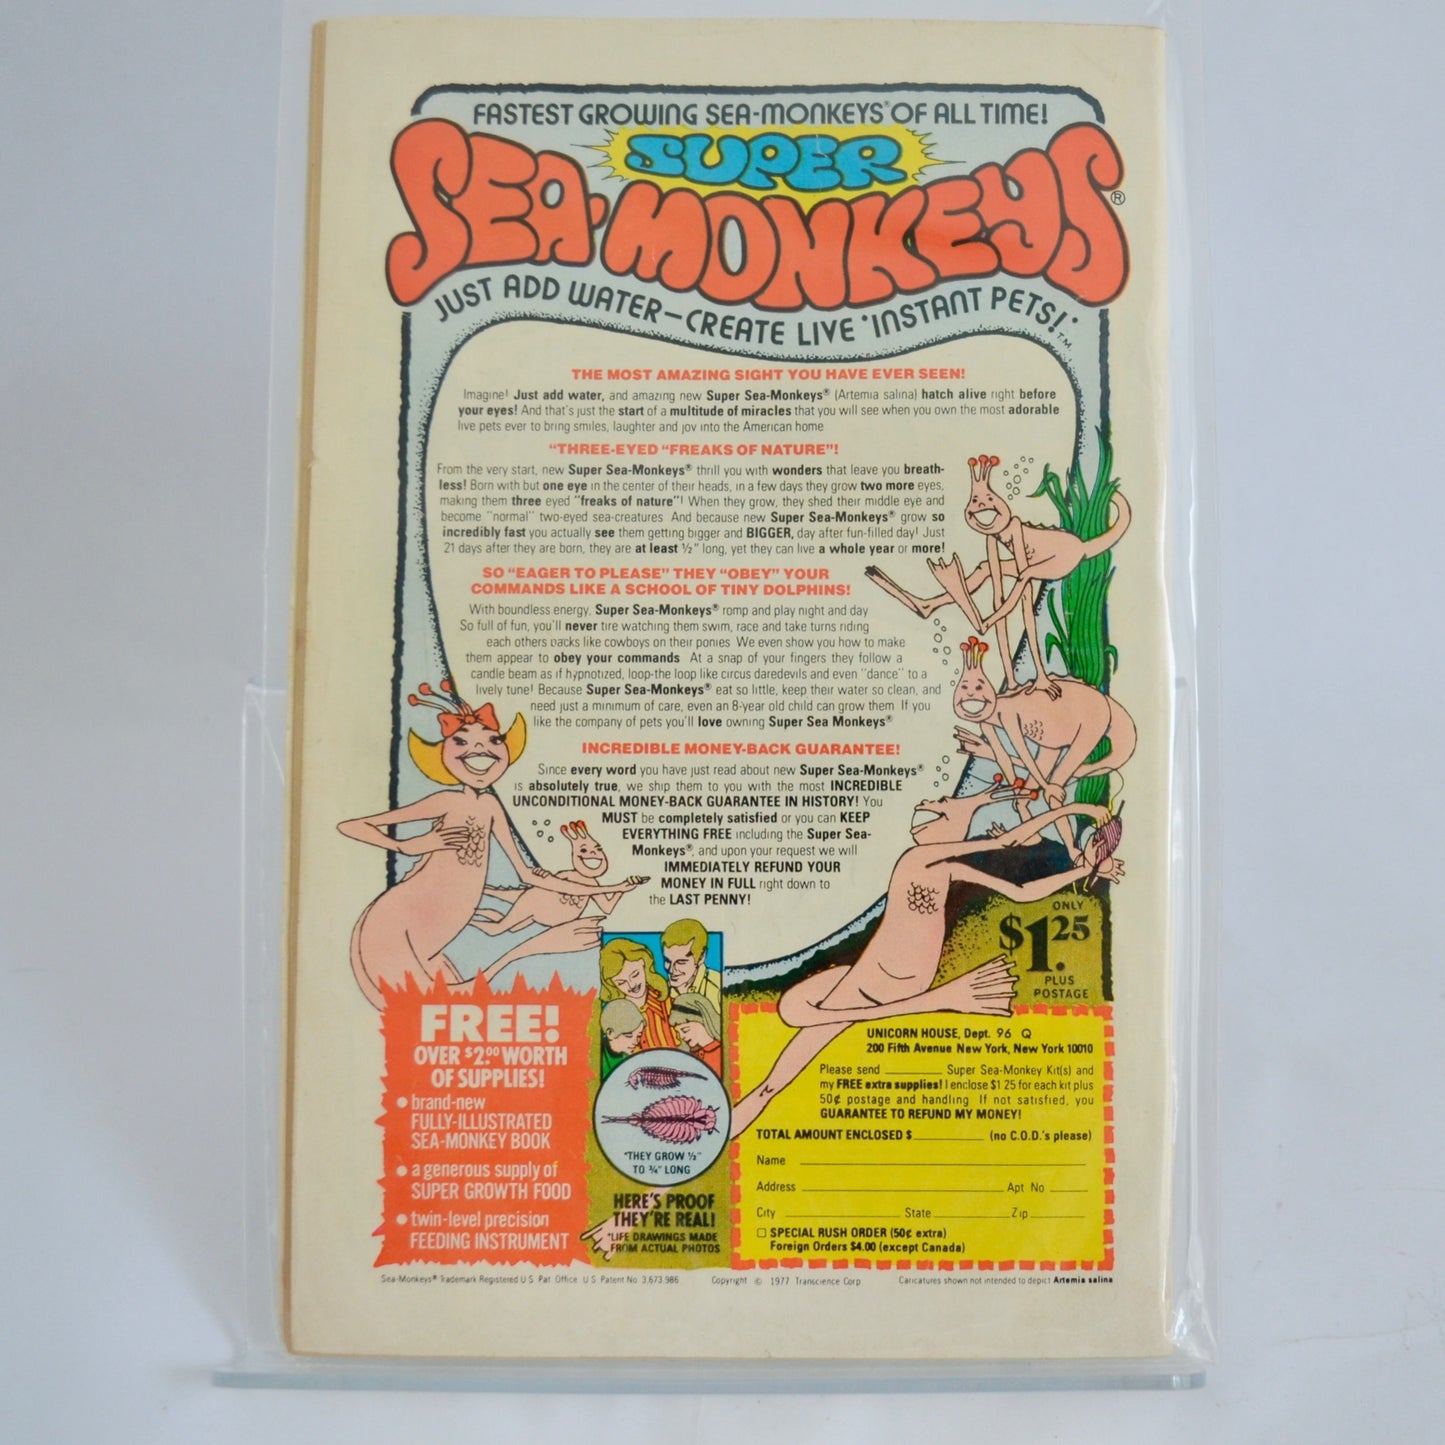 FASTEST GROWING SEA-MONKEYS® OF ALL TIME!
SUPER
SEA-MONKEYS®
JUST ADD WATER—CREATE LIVE "INSTANT PETS!"T.M.
THE MOST AMAZING SIGHT YOU HAVE EVER SEEN!
Imagine! Just add water, and amazing new Super Sea-Monkeys® (Artemia salina) hatch alive right before
your eyes! And that's just the start of a multitude of miracles that you will see when you own the most adorable
live pets ever to bring smiles, laughter and joy into the American home
"THREE-EYED "FREAKS OF NATURE"!
From the very start, new Super Sea-Monkeys® thrill you with wonders that leave you breath-
less! Born with but one eye in the center of their heads, in a few days they grow two more eyes,
making them three eyed "freaks of nature"! When they grow, they shed their middle eye and
become "normal" two-eyed sea-creatures And because new Super Sea-Monkeys® grow so
incredibly fast you actually see them getting bigger and BIGGER, day after fun-filled day! Just
21 days after they are born, they are at least ½" long, yet they can live a whole year or more!
SO "EAGER TO PLEASE" THEY "OBEY" YOUR
COMMANDS LIKE A SCHOOL OF TINY DOLPHINS!
With boundless energy, Super Sea-Monkeys® romp and play night and day
So full of fun, you'll never tire watching them swim, race and take turns riding
each others backs like cowboys on their ponies We even show you how to make
them appear to obey your commands At a snap of your fingers they follow a
candle beam as if hypnotized, loop-the loop like circus daredevils and even "dance" to a
lively tune! Because Super Sea-Monkeys® eat so little, keep their water so clean, and
need just a minimum of care, even an 8-year old child can grow them If you
like the company of pets you'll love owning Super Sea Monkeys®
INCREDIBLE MONEY-BACK GUARANTEE!
Since every word you have just read about new Super Sea-Monkeys®
is absolutely true, we ship them to you with the most INCREDIBLE
UNCONDITIONAL MONEY-BACK GUARANTEE IN HISTORY! You
MUST be completely satisfied or you can KEEP
EVERYTHING FREE including the Super Sea-
Monkeys®, and upon your request we will
IMMEDIATELY REFUND YOUR
MONEY IN FULL right down to
the LAST PENNY!
ONLY
$1.25
PLUS
POSTAGE
FREE!
OVER $2.00 WORTH
OF SUPPLIES!
• brand-new
FULLY-ILLUSTRATED
SEA-MONKEY BOOK
• a generous supply of
SUPER GROWTH FOOD
• twin-level precision
FEEDING INSTRUMENT
*THEY GROW ½"
TO ¾" LONG
HERE'S PROOF
THEY'RE REAL!
*LIFE DRAWINGS MADE
FROM ACTUAL PHOTOS
UNICORN HOUSE, Dept. 96 Q
200 Fifth Avenue New York, New York 10010
Please send ________ Super Sea-Monkey Kit(s) and
my FREE extra supplies! I enclose $1 25 for each kit plus
50¢ postage and handling If not satisfied, you
GUARANTEE TO REFUND MY MONEY!
TOTAL AMOUNT ENCLOSED $________ (no C.O.D.'s please)
Name ________
Address ________ Apt No ________
City ________ State ________ Zip ________
☐ SPECIAL RUSH ORDER (50¢ extra)
Foreign Orders $4.00 (except Canada)
Sea-Monkeys® Trademark Registered U S Pat Office U S Patent No 3,673,986 Copyright © 1977 Transcience Corp Caricatures shown not intended to depict Artemia salina